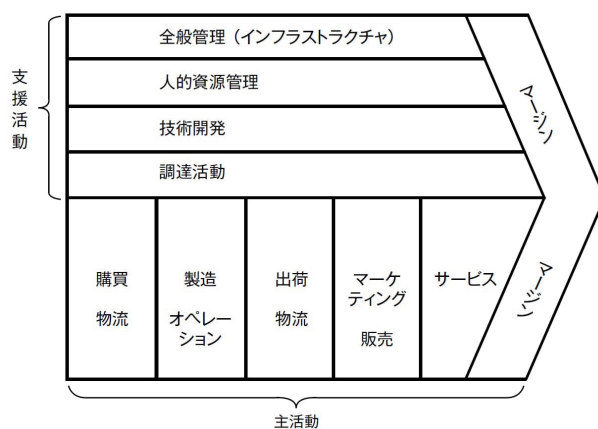 支援活動
全般管理（インフラストラクチャ）
人的資源管理
技術開発
調達活動
マージン
購買
物流
製造
オペレー
ション
出荷
物流
マーケ
ティング
販売
サービス
マージン
主活動